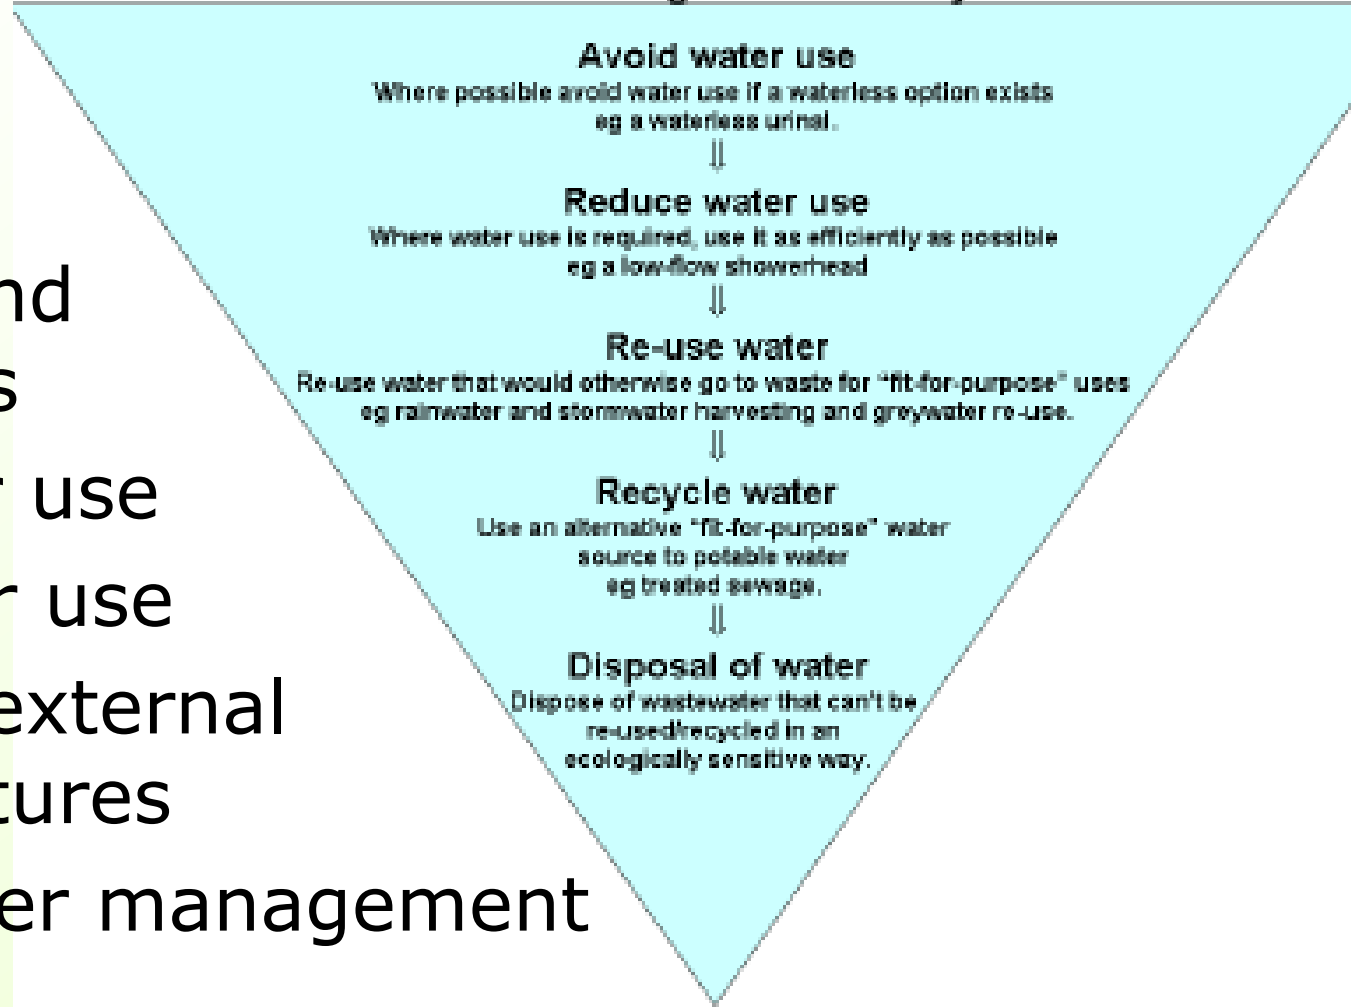 Avoid water use
Where possible avoid water use if a waterless option exists
eg a waterless urinal.
⇓
Reduce water use
Where water use is required, use it as efficiently as possible
eg a low-flow showerhead
⇓
Re-use water
Re-use water that would otherwise go to waste for "fit-for-purpose" uses
eg rainwater and stormwater harvesting and greywater re-use.
⇓
Recycle water
Use an alternative "fit-for-purpose" water
source to potable water
eg treated sewage.
⇓
Disposal of water
Dispose of wastewater that can't be
re-used/recycled in an
ecologically sensitive way.
nd
s
r use
r use
external
tures
er management